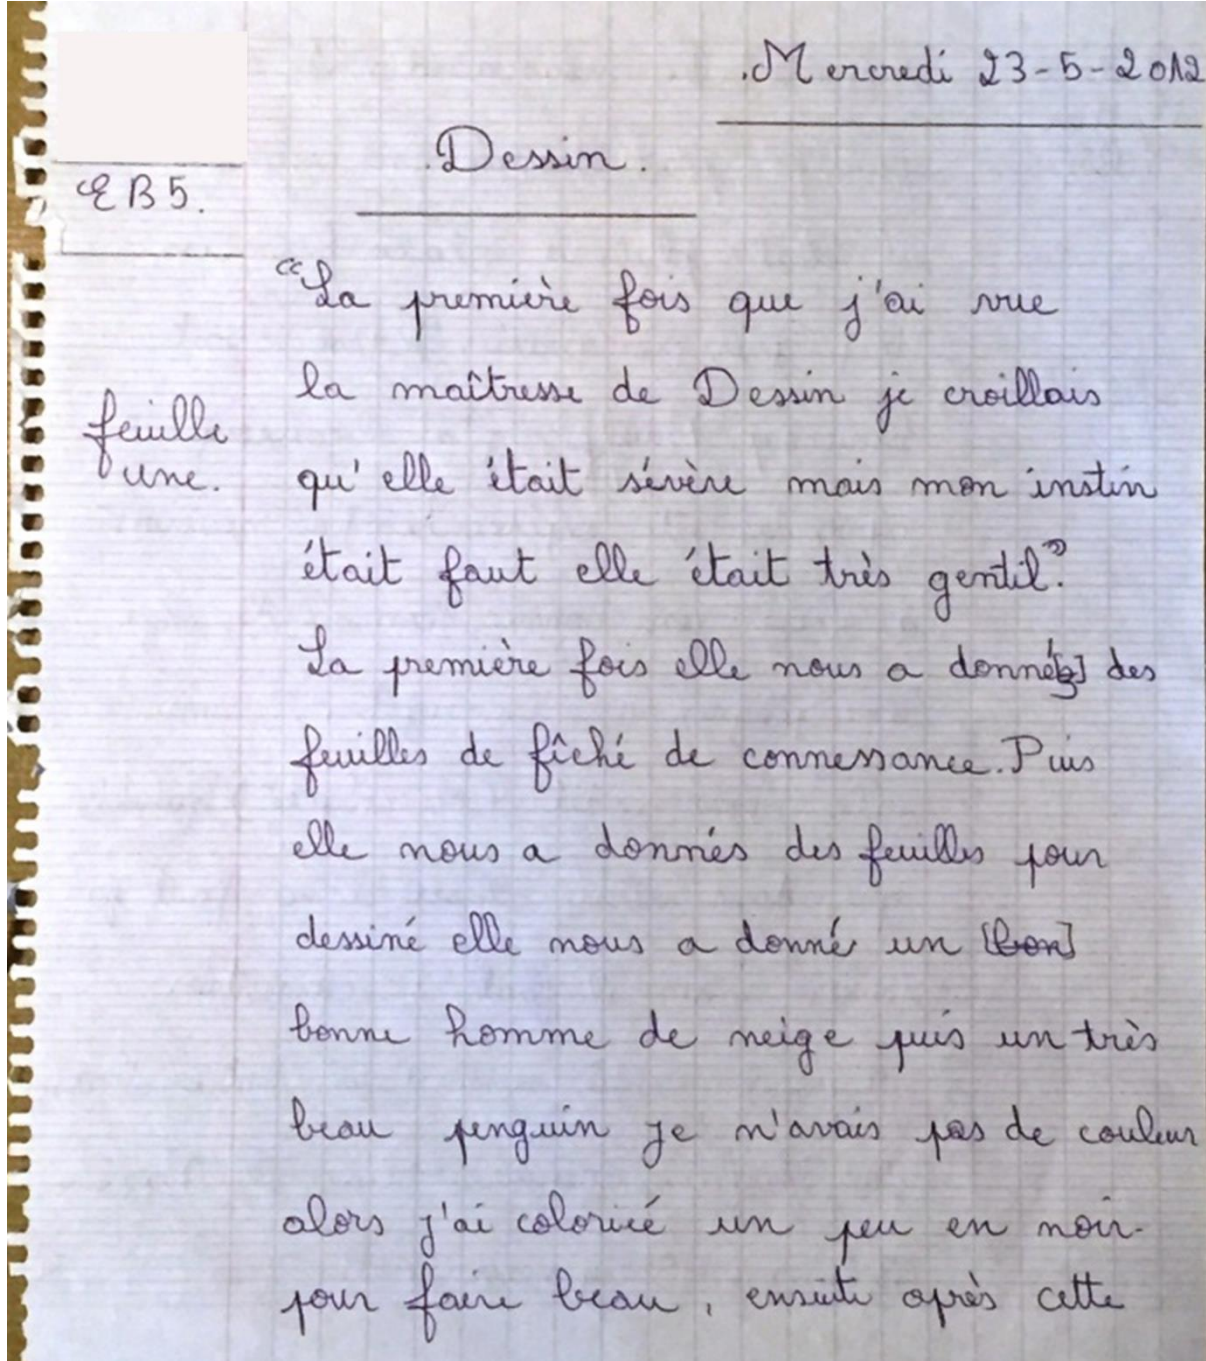 .Mercredi 23-5-2012
.Dessin.
EB5.
"La première fois que j'ai vue
la maîtresse de Dessin je croillais
feuille
une.
qu'elle était sévère mais mon instin
était faut elle était très gentil".
La première fois elle nous a donné[s] des
feuilles de fîché de connessance. Puis
elle nous a donnés des feuilles pour
dessiné elle nous a donné un [bon]
bonne homme de neige puis un très
beau penguin je n'avais pas de couleur
alors j'ai coloricé un peu en noir.
pour faire beau, ensuite après cette